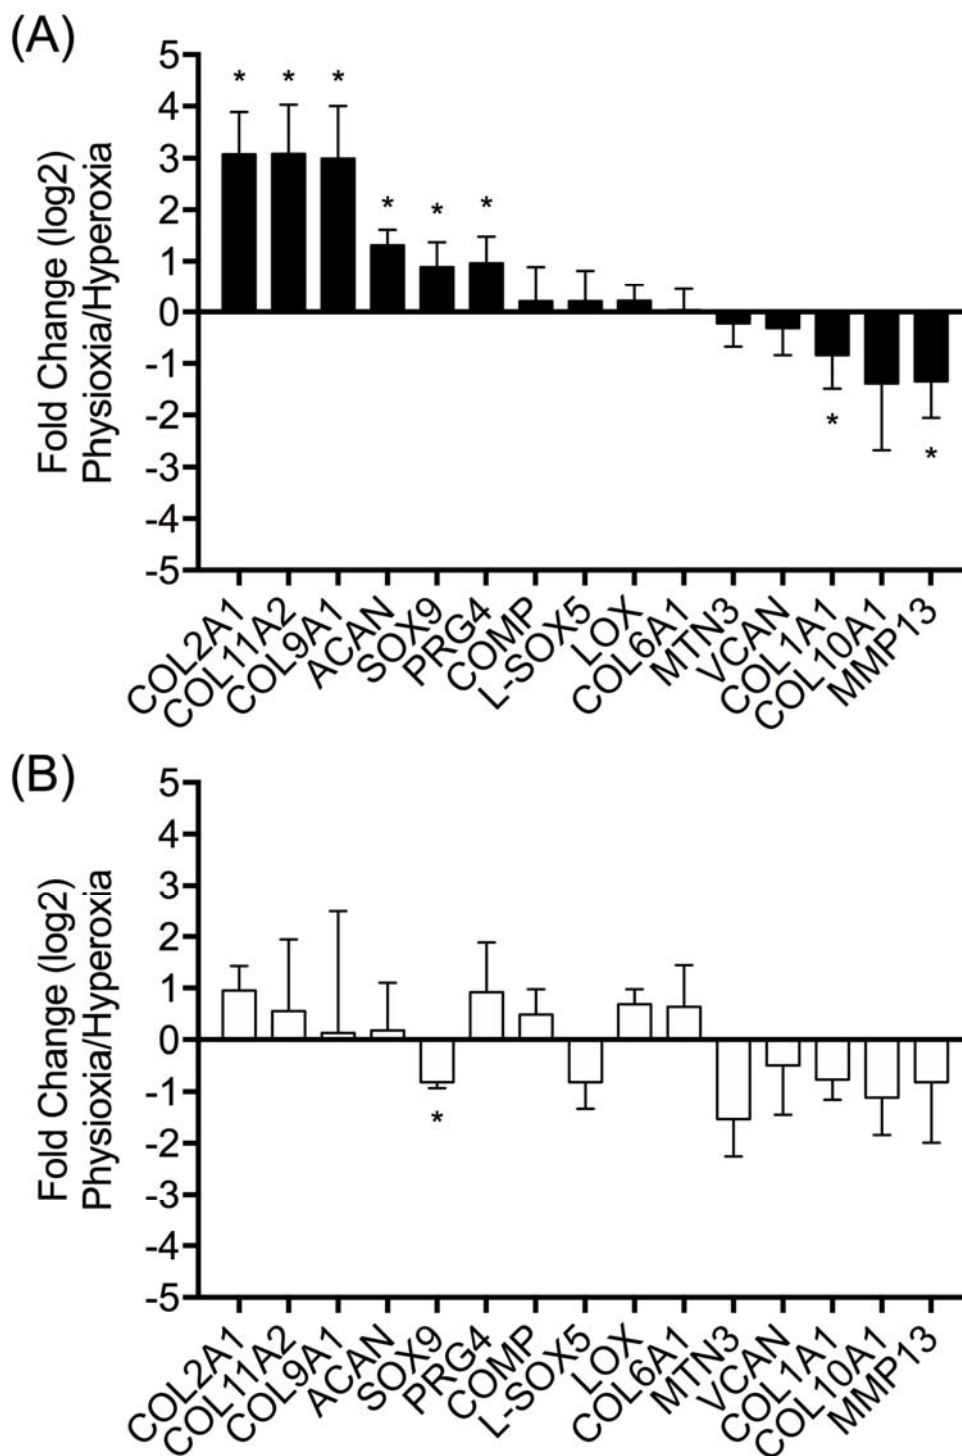 (A)
Fold Change (log2)
Physioxia/Hyperoxia
5
4
3
2
1
0
-1
-2
-3
-4
-5
* * *
* * *
*
*
COL2A1
COL11A2
COL9A1
ACAN
SOX9
PRG4
COMP
L-SOX5
LOX
COL6A1
MTN3
VCAN
COL1A1
COL10A1
MMP13
(B)
Fold Change (log2)
Physioxia/Hyperoxia
5
4
3
2
1
0
-1
-2
-3
-4
-5
*
COL2A1
COL11A2
COL9A1
ACAN
SOX9
PRG4
COMP
L-SOX5
LOX
COL6A1
MTN3
VCAN
COL1A1
COL10A1
MMP13